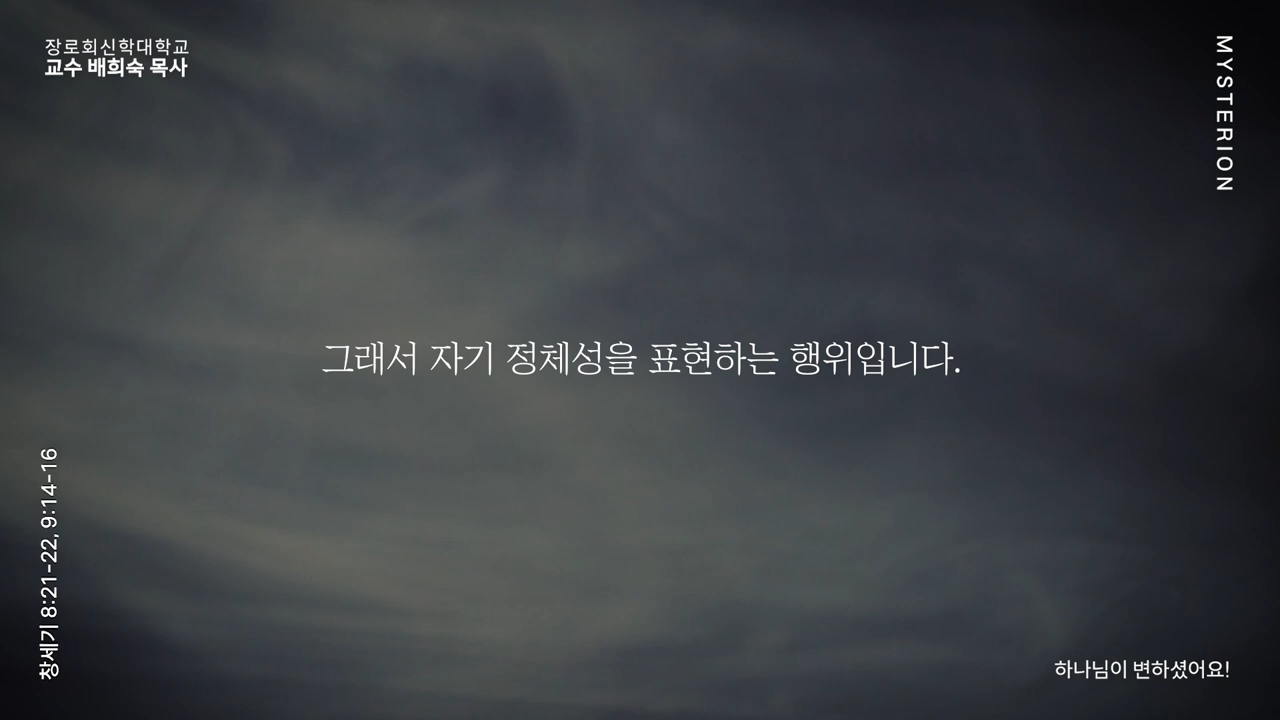 장로회신학대학교
교수 배희숙 목사
MYSTERION
그래서 자기 정체성을 표현하는 행위입니다.
창세기 8:21-22, 9:14-16
하나님이 변하셨어요!